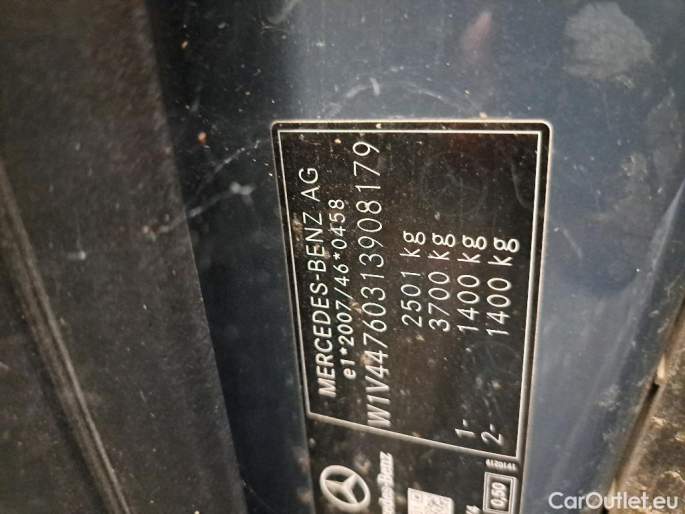 MERCEDES-BENZ AG
e1*2007/46*0458
W1V44760313908179
2501 kg
3700 kg
1- 1400 kg
2- 1400 kg
0,50
CarOutlet.eu